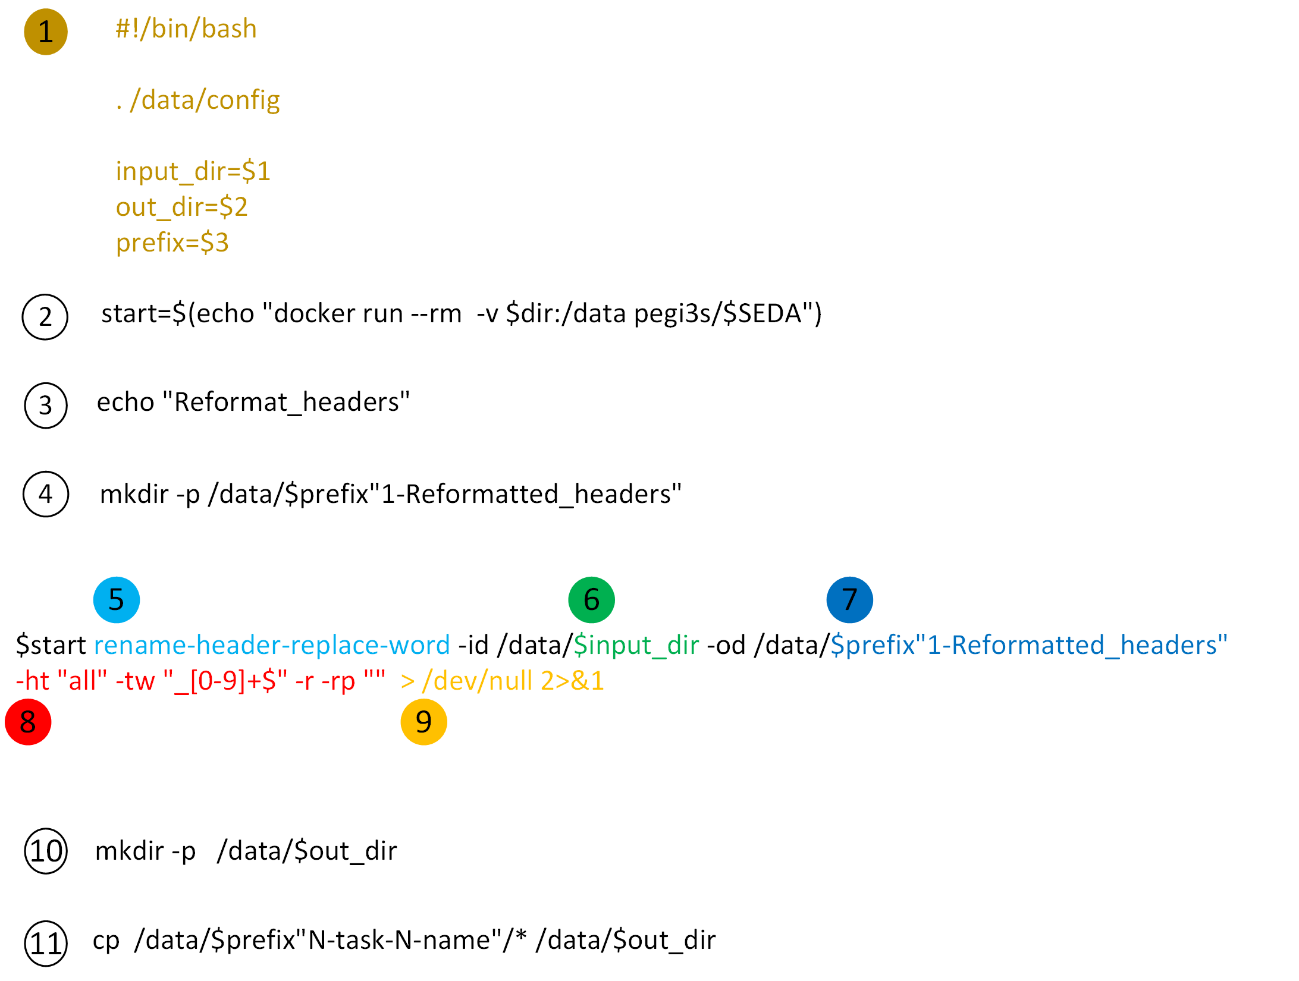 1 #!/bin/bash
. /data/config
input_dir=$1
out_dir=$2
prefix=$3
2 start=$(echo "docker run --rm  -v $dir:/data pegi3s/$SEDA")
3 echo "Reformat_headers"
4 mkdir -p /data/$prefix"1-Reformatted_headers"
5 6 7
$start rename-header-replace-word -id /data/$input_dir -od /data/$prefix"1-Reformatted_headers"
-ht "all" -tw "_[0-9]+$" -r -rp ""  > /dev/null 2>&1
8 9
10 mkdir -p   /data/$out_dir
11 cp  /data/$prefix"N-task-N-name"/* /data/$out_dir